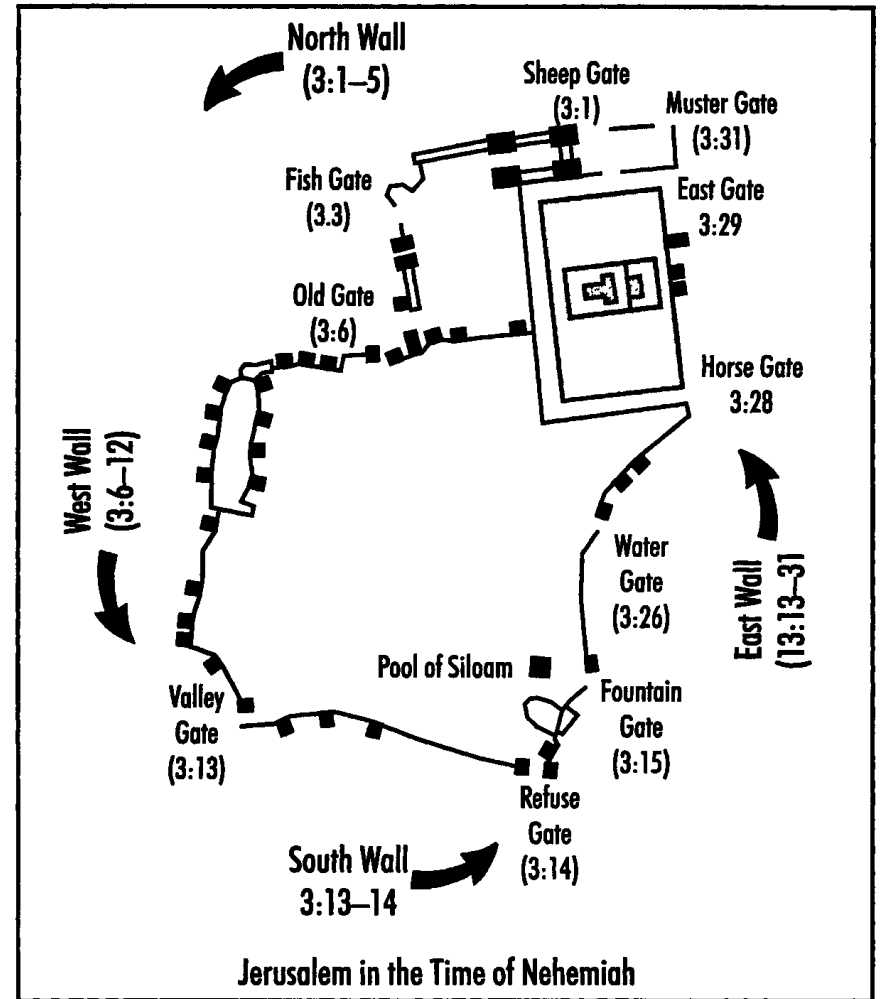 North Wall
(3:1–5)
Sheep Gate
(3:1)
Muster Gate
(3:31)
Fish Gate
(3.3)
East Gate
3:29
Old Gate
(3:6)
Horse Gate
3:28
West Wall
(3:6–12)
Water
Gate
(3:26)
East Wall
(13:13–31
Pool of Siloam
Valley
Gate
(3:13)
Fountain
Gate
(3:15)
Refuse
Gate
(3:14)
South Wall
3:13–14
Jerusalem in the Time of Nehemiah